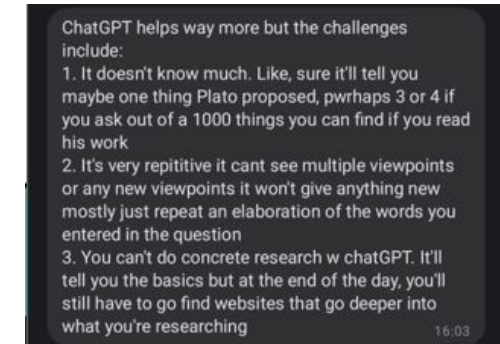 ChatGPT helps way more but the challenges
include:
1. It doesn't know much. Like, sure it'll tell you
maybe one thing Plato proposed, pwrhaps 3 or 4 if
you ask out of a 1000 things you can find if you read
his work
2. It's very repititive it cant see multiple viewpoints
or any new viewpoints it won't give anything new
mostly just repeat an elaboration of the words you
entered in the question
3. You can't do concrete research w chatGPT. It'll
tell you the basics but at the end of the day, you'll
still have to go find websites that go deeper into
what you're researching
16:03